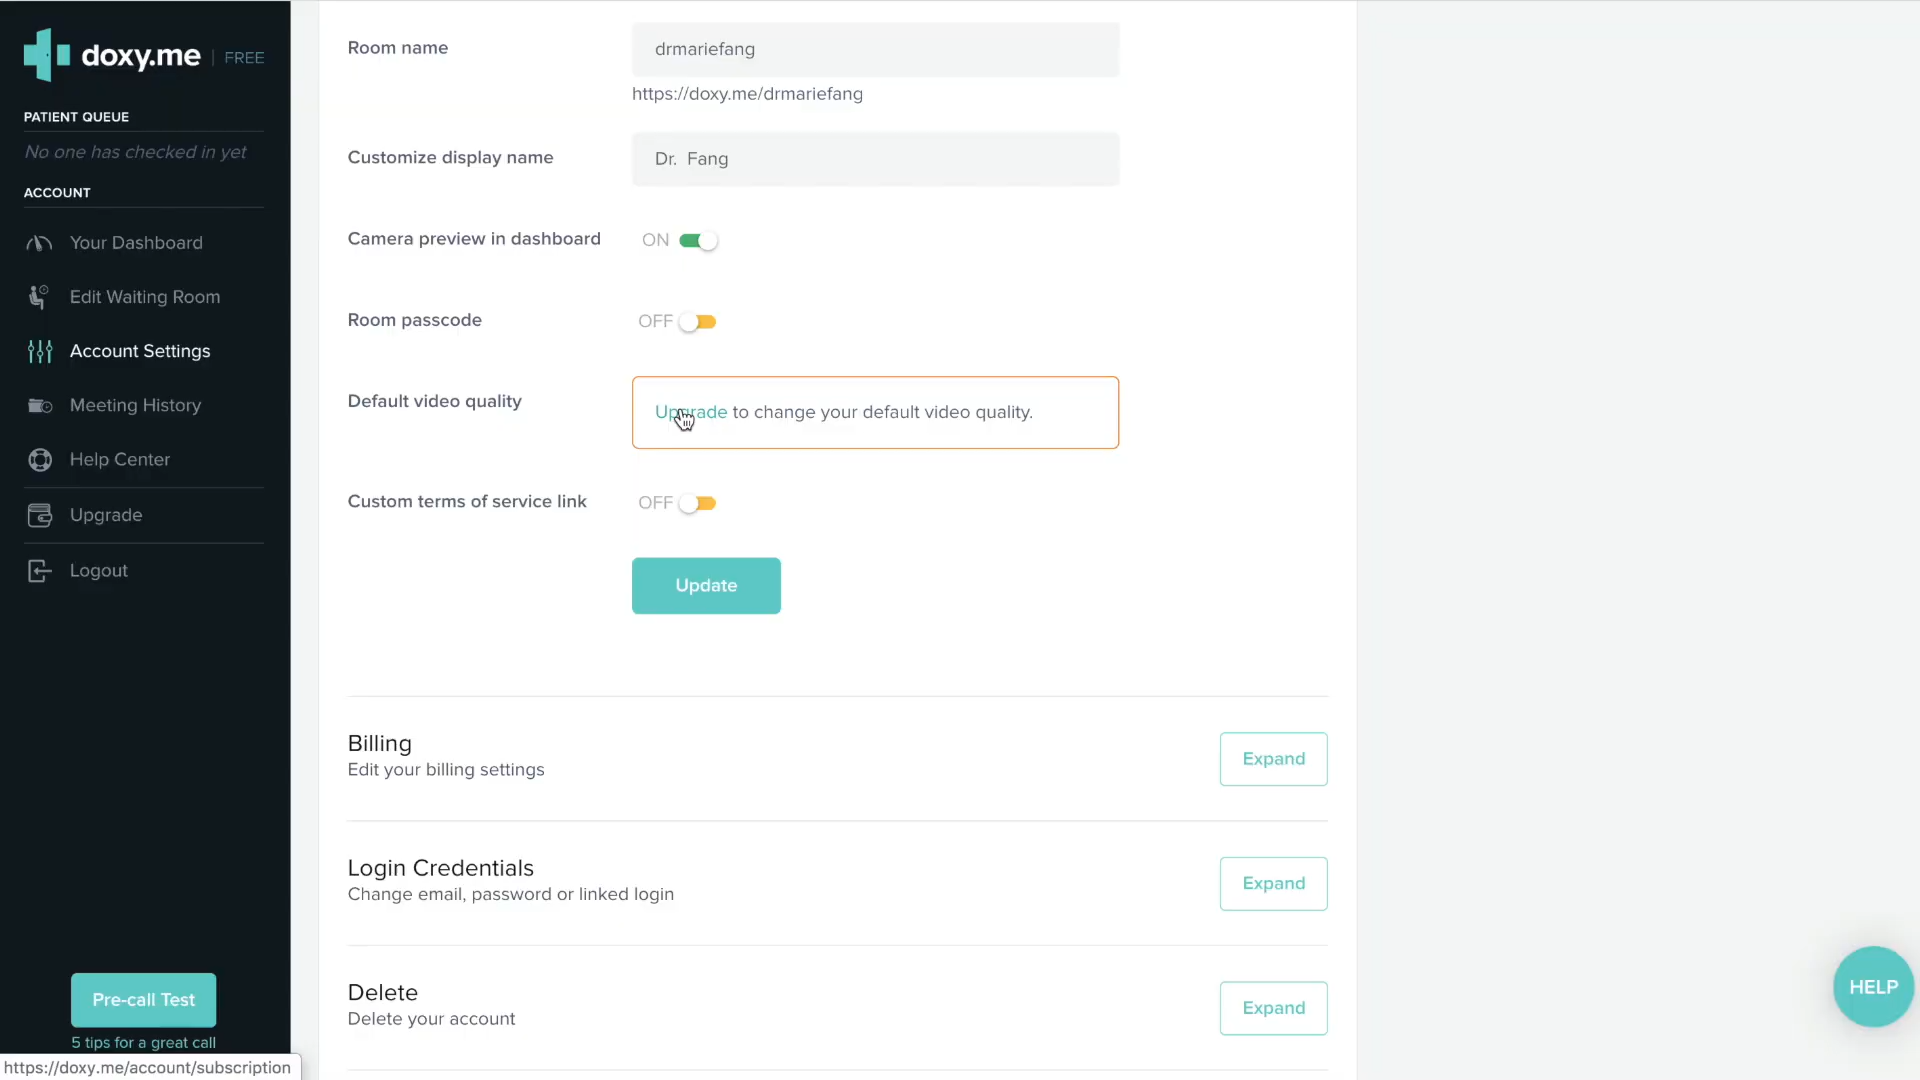 doxy.me | FREE
PATIENT QUEUE
No one has checked in yet
ACCOUNT
Your Dashboard
Edit Waiting Room
Account Settings
Meeting History
Help Center
Upgrade
Logout
Pre-call Test
5 tips for a great call
https://doxy.me/account/subscription
Room name
drmariefang
https://doxy.me/drmariefang
Customize display name
Dr. Fang
Camera preview in dashboard
ON
Room passcode
OFF
Default video quality
Upgrade to change your default video quality.
Custom terms of service link
OFF
Update
Billing
Edit your billing settings
Expand
Login Credentials
Change email, password or linked login
Expand
Delete
Delete your account
Expand
HELP